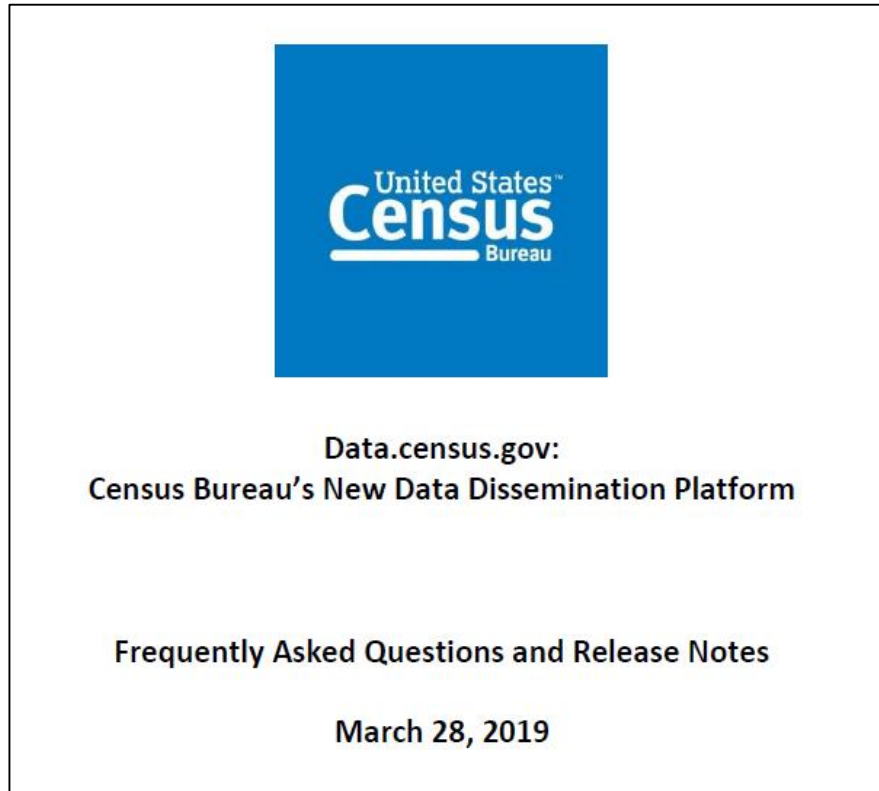 United States™
Census
Bureau
Data.census.gov:
Census Bureau’s New Data Dissemination Platform
Frequently Asked Questions and Release Notes
March 28, 2019